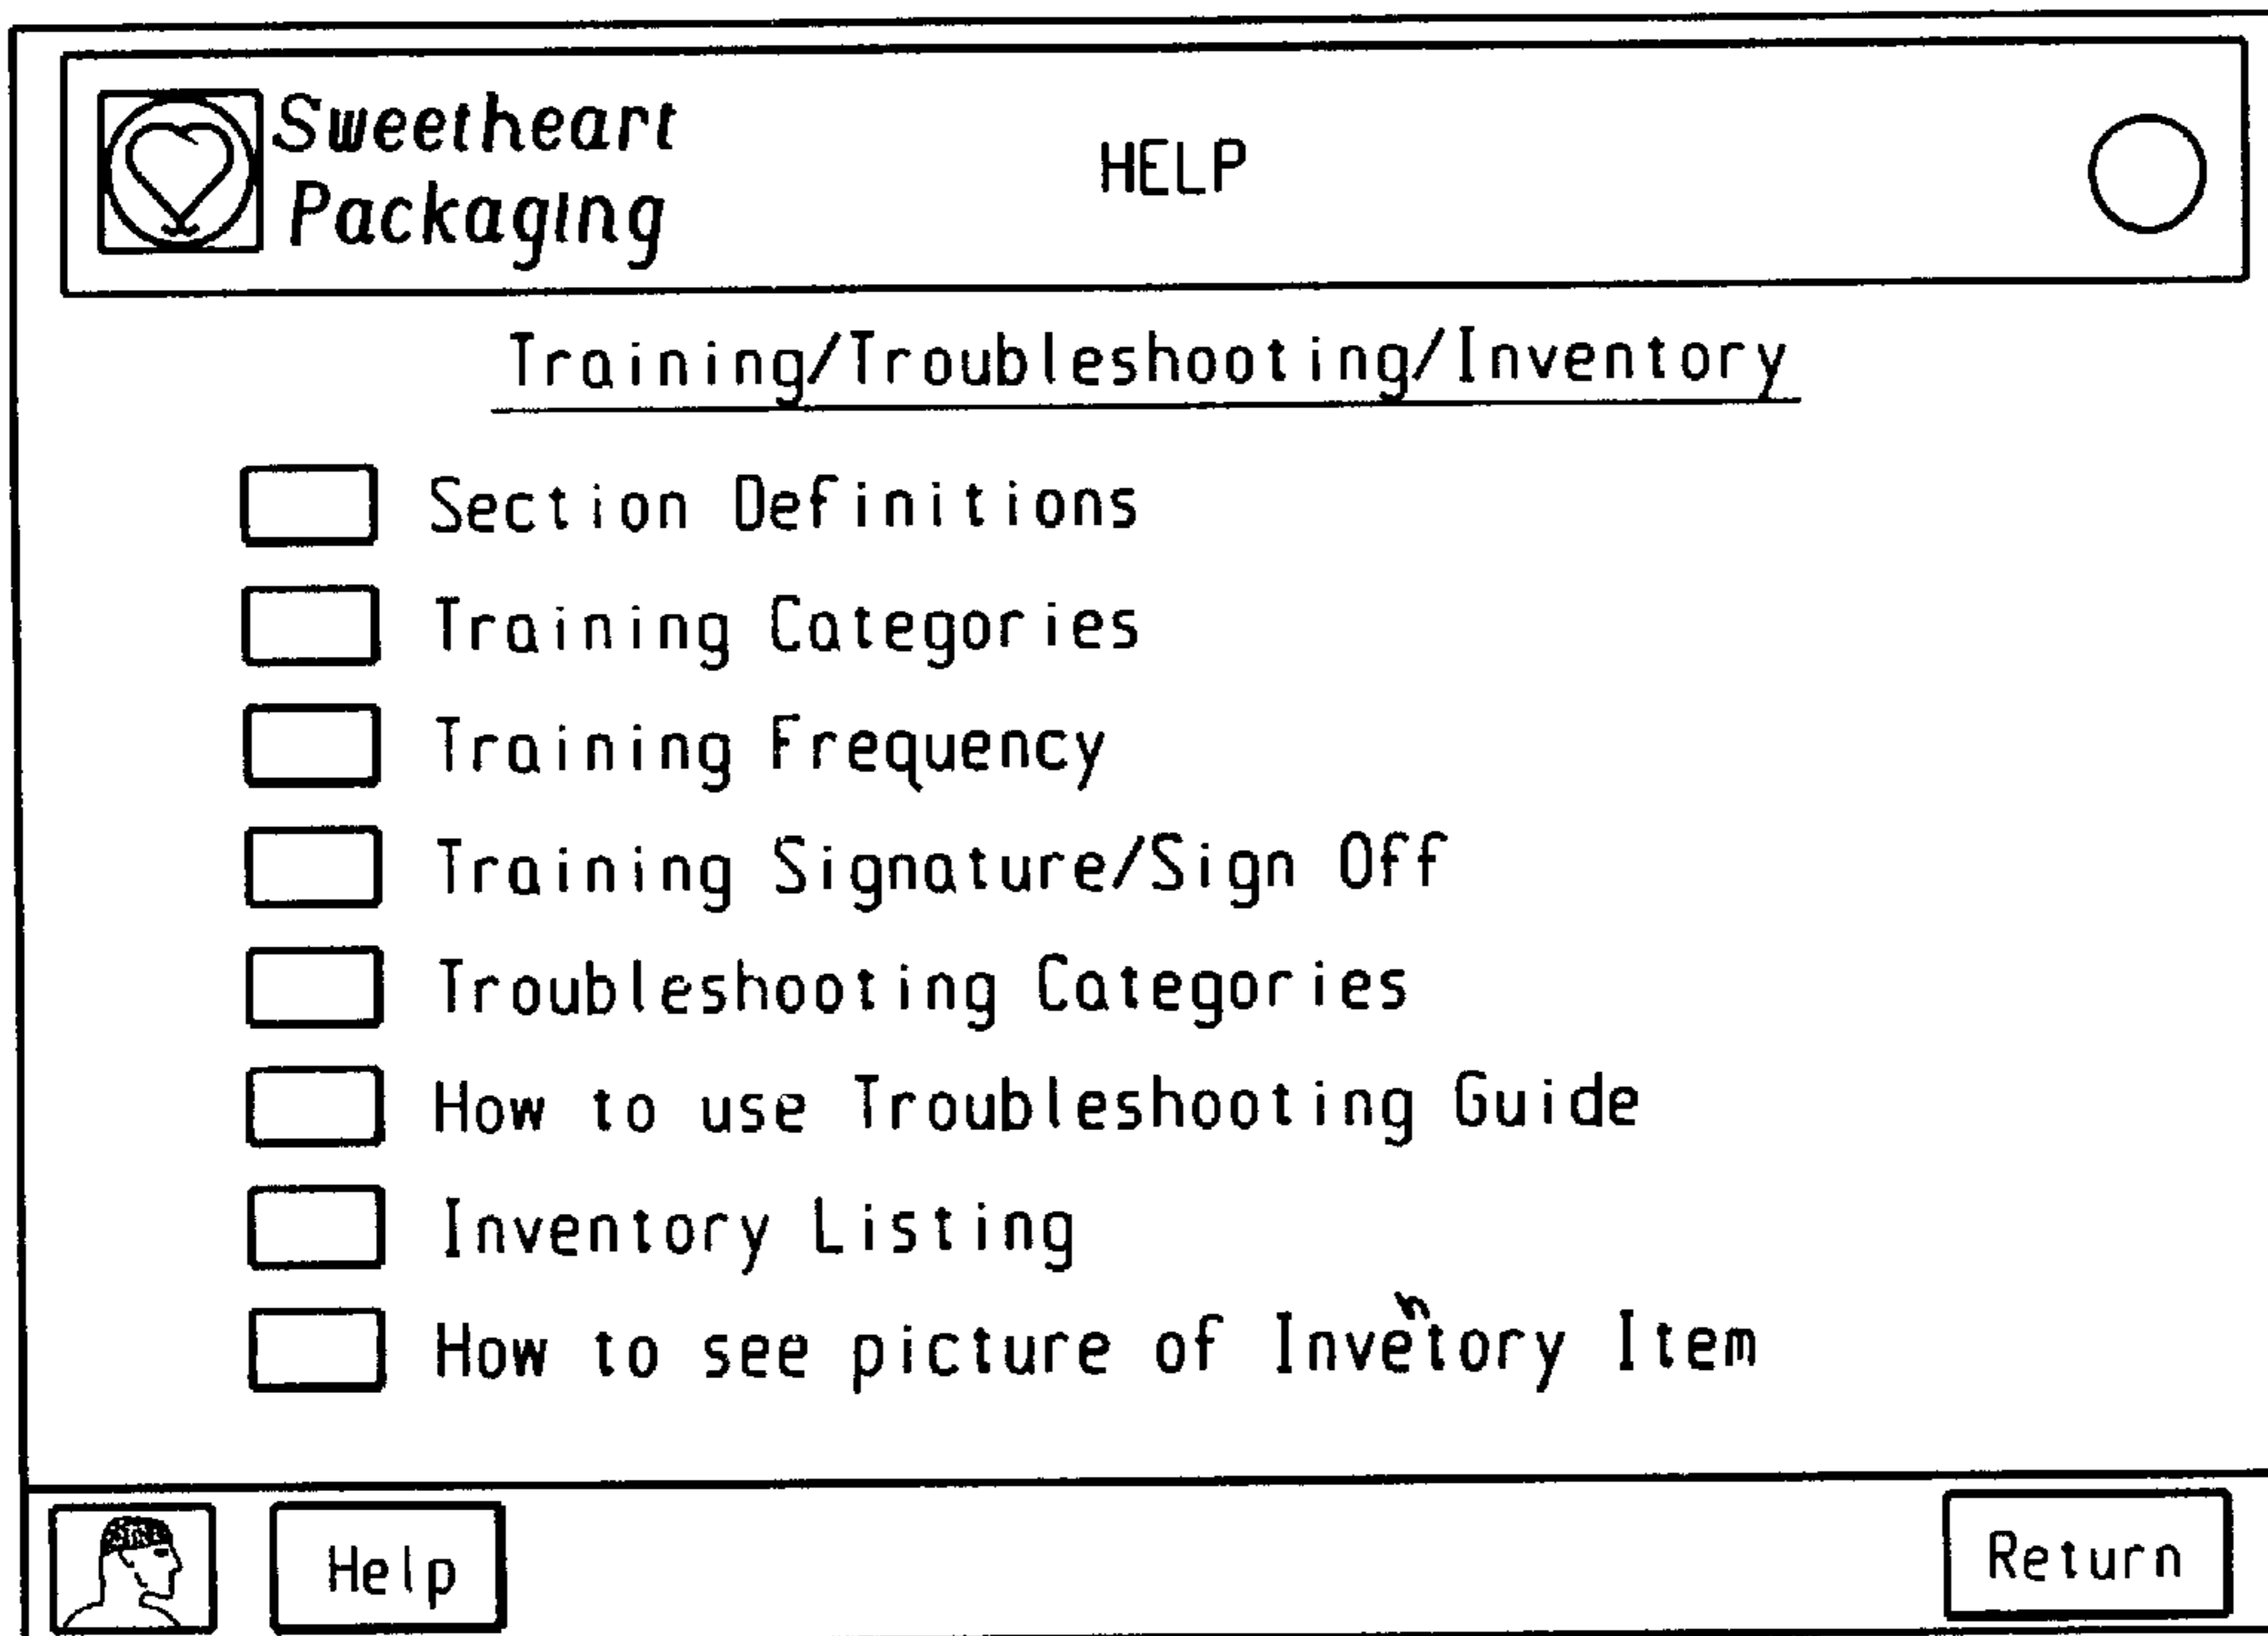 Sweetheart
Packaging
HELP
Training/Troubleshooting/Inventory
Section Definitions
Training Categories
Training Frequency
Training Signature/Sign Off
Troubleshooting Categories
How to use Troubleshooting Guide
Inventory Listing
How to see picture of Inventory Item
Help
Return